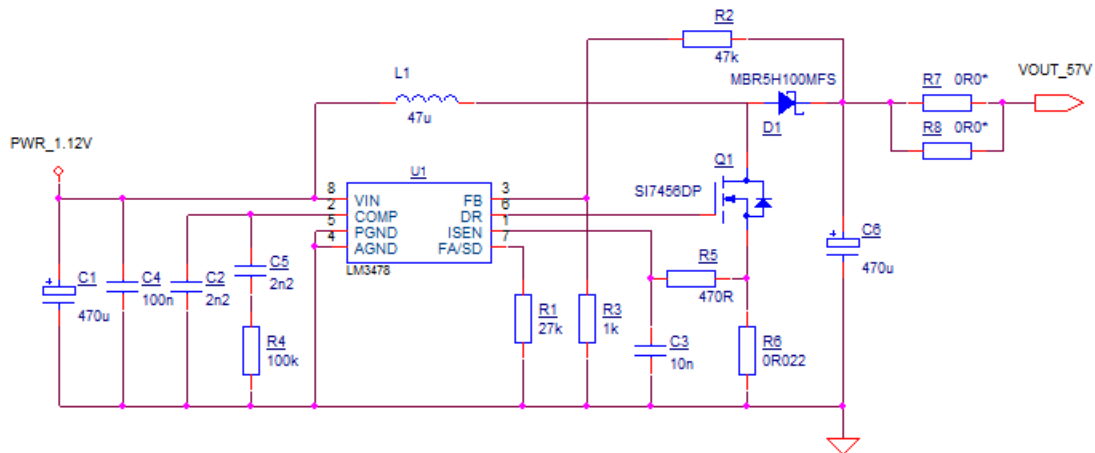 R2
47k
L1
47u
MBR5H100MFS
D1
R7 0R0*
R8 0R0*
VOUT_57V
PWR_1.12V
U1
8 VIN FB 3
2 COMP DR 6
5 PGND ISEN 1
4 AGND FA/SD 7
LM3478
Q1
SI7456DP
C1
470u
C4
100n
C2
2n2
C5
2n2
R4
100k
R1
27k
R3
1k
R5
470R
C3
10n
R6
0R022
C6
470u